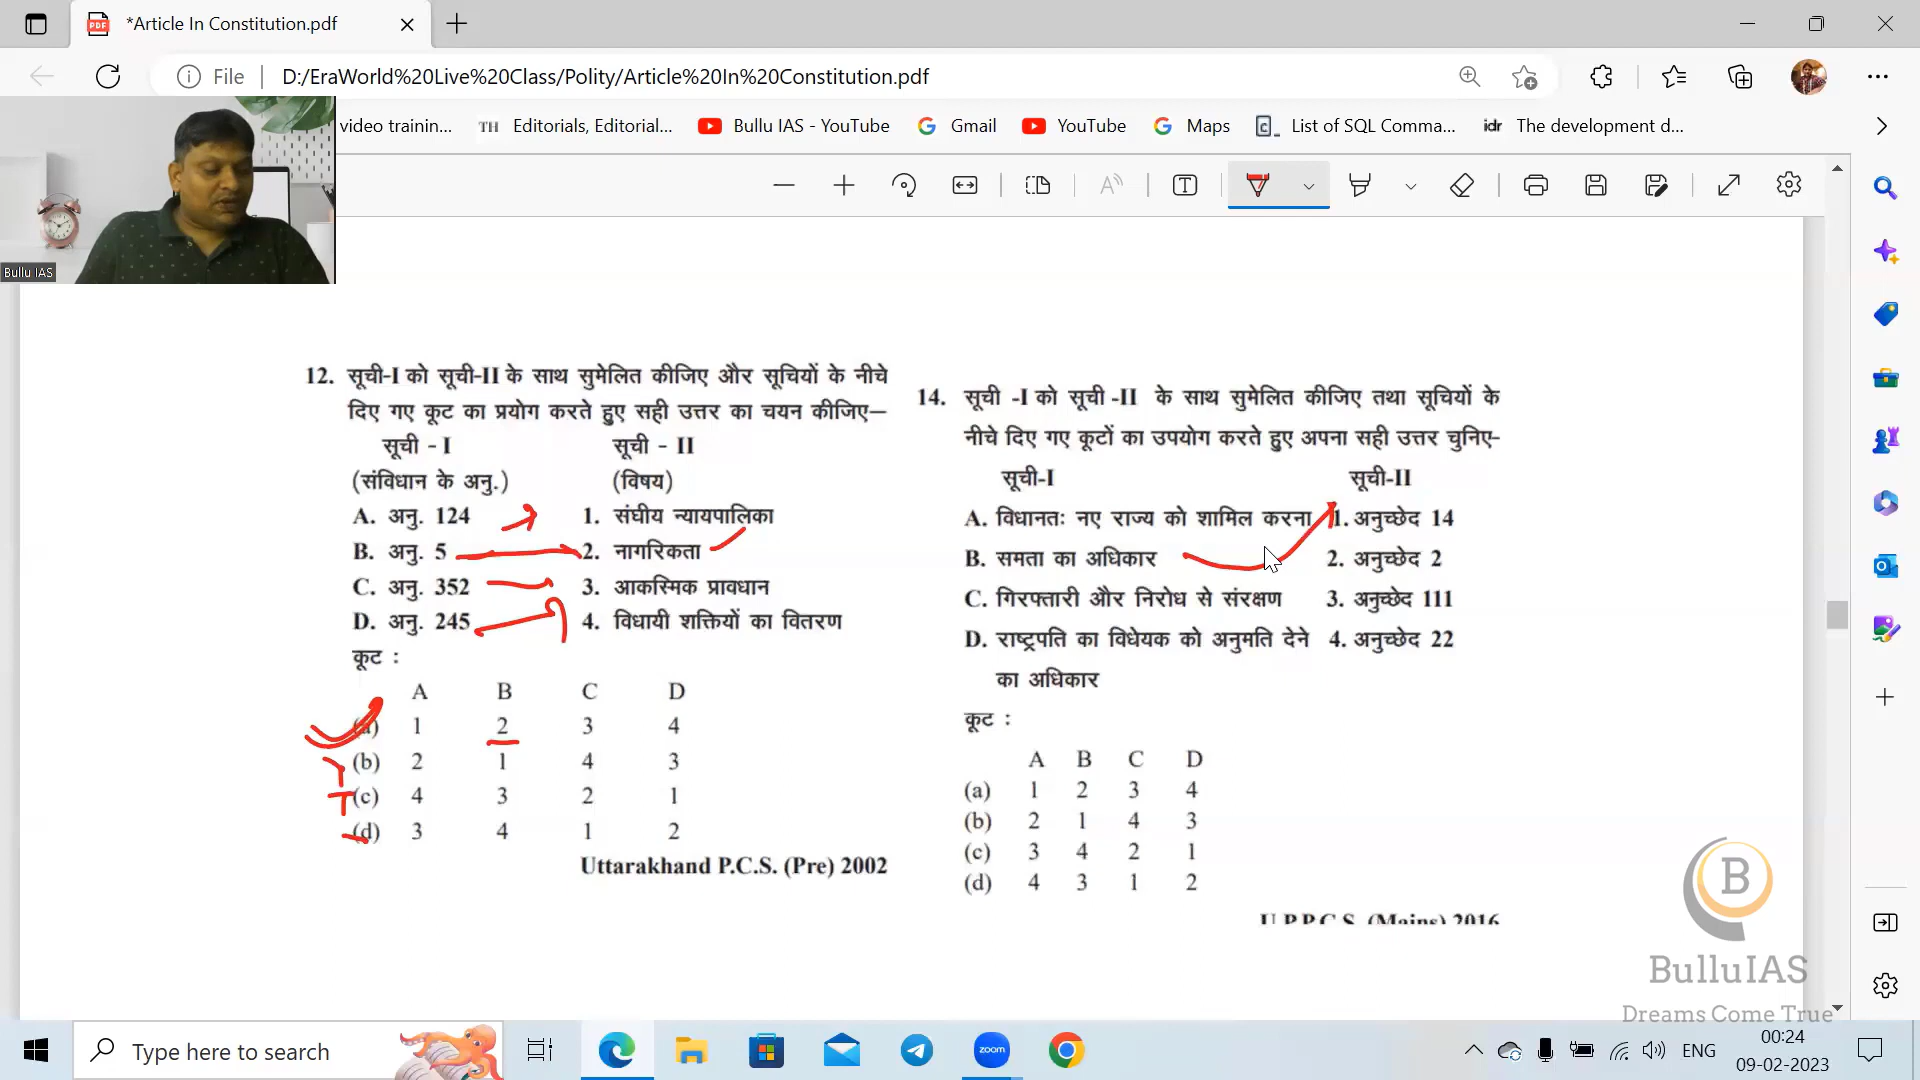 *Article In Constitution.pdf
File
D:/EraWorld%20Live%20Class/Polity/Article%20In%20Constitution.pdf
video trainin...
TH Editorials, Editorial...
Bullu IAS - YouTube
Gmail
YouTube
Maps
List of SQL Comma...
idr The development d...
Bullu IAS
12. सूची-I को सूची-II के साथ सुमेलित कीजिए और सूचियों के नीचे
दिए गए कूट का प्रयोग करते हुए सही उत्तर का चयन कीजिए–
सूची - I सूची - II
(संविधान के अनु.) (विषय)
A. अनु. 124 1. संघीय न्यायपालिका
B. अनु. 5 2. नागरिकता
C. अनु. 352 3. आकस्मिक प्रावधान
D. अनु. 245 4. विधायी शक्तियों का वितरण
कूट :
A B C D
(a) 1 2 3 4
(b) 2 1 4 3
(c) 4 3 2 1
(d) 3 4 1 2
Uttarakhand P.C.S. (Pre) 2002
14. सूची -I को सूची -II के साथ सुमेलित कीजिए तथा सूचियों के
नीचे दिए गए कूटों का उपयोग करते हुए अपना सही उत्तर चुनिए-
सूची-I सूची-II
A. विधानतः नए राज्य को शामिल करना 1. अनुच्छेद 14
B. समता का अधिकार 2. अनुच्छेद 2
C. गिरफ्तारी और निरोध से संरक्षण 3. अनुच्छेद 111
D. राष्ट्रपति का विधेयक को अनुमति देने 4. अनुच्छेद 22
का अधिकार
कूट :
A B C D
(a) 1 2 3 4
(b) 2 1 4 3
(c) 3 4 2 1
(d) 4 3 1 2
U.P.P.C.S. (Mains) 2016
B
BulluIAS
Dreams Come True
Type here to search
zoom
ENG
00:24
09-02-2023